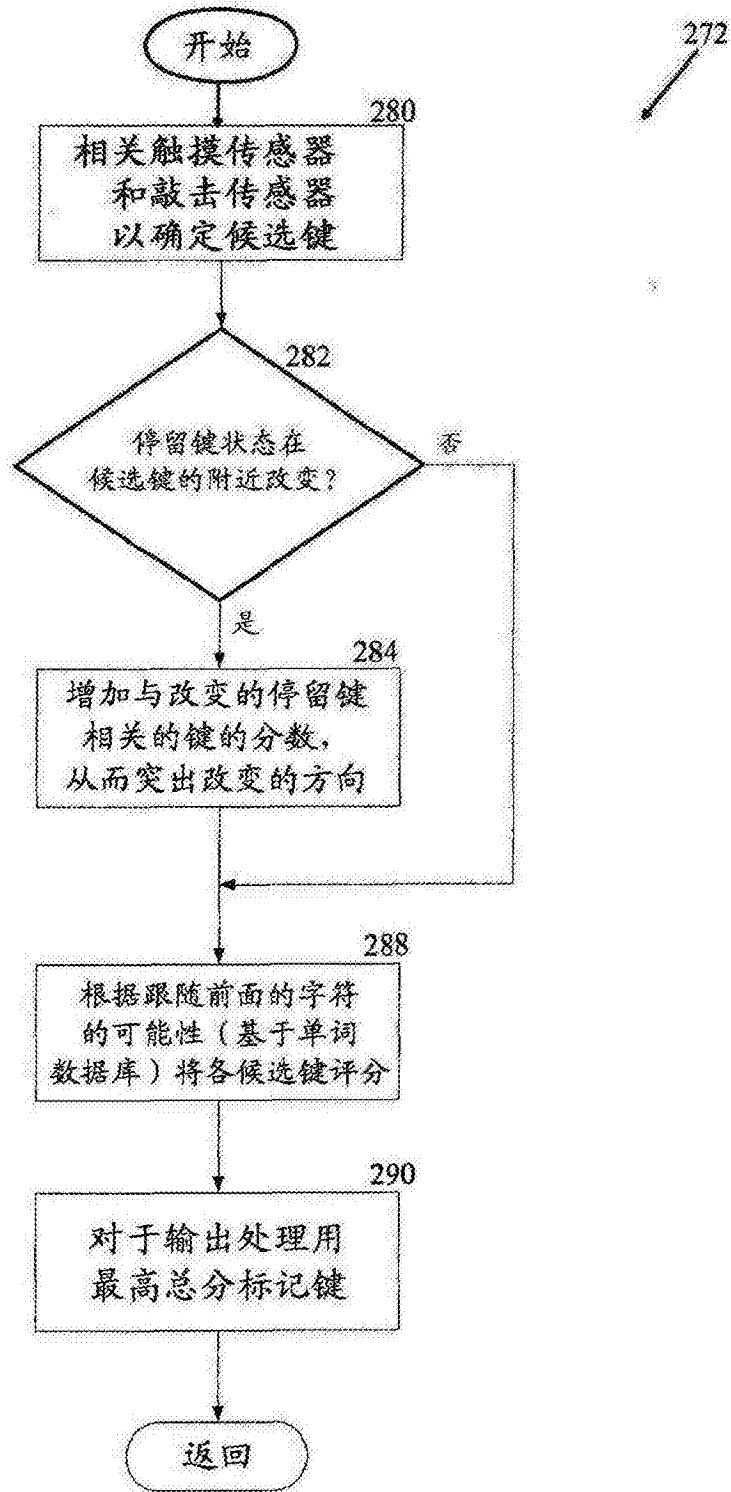 开始
272
280
相关触摸传感器
和敲击传感器
以确定候选键
282
停留键状态在
候选键的附近改变？
否
是
284
增加与改变的停留键
相关的键的分数，
从而突出改变的方向
288
根据跟随前面的字符
的可能性（基于单词
数据库）将各候选键评分
290
对于输出处理用
最高总分标记键
返回